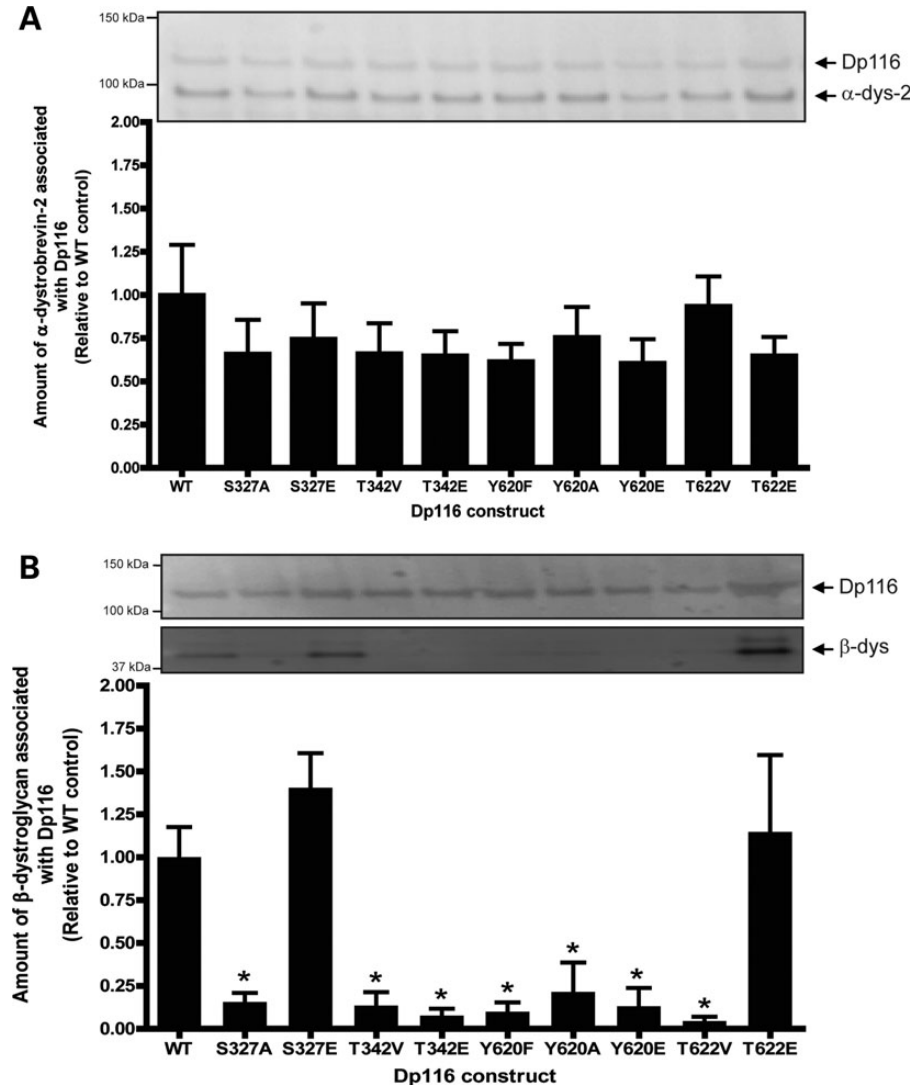 A
150 kDa
100 kDa
Dp116
α-dys-2
Amount of α-dystrobrevin-2 associated
with Dp116
(Relative to WT control)
2.00
1.75
1.50
1.25
1.00
0.75
0.50
0.25
0.00
WT S327A S327E T342V T342E Y620F Y620A Y620E T622V T622E
Dp116 construct
B
150 kDa
100 kDa
Dp116
37 kDa
β-dys
Amount of β-dystroglycan associated
with Dp116
(Relative to WT control)
2.00
1.75
1.50
1.25
1.00
0.75
0.50
0.25
0.00
* * * * * * *
WT S327A S327E T342V T342E Y620F Y620A Y620E T622V T622E
Dp116 construct